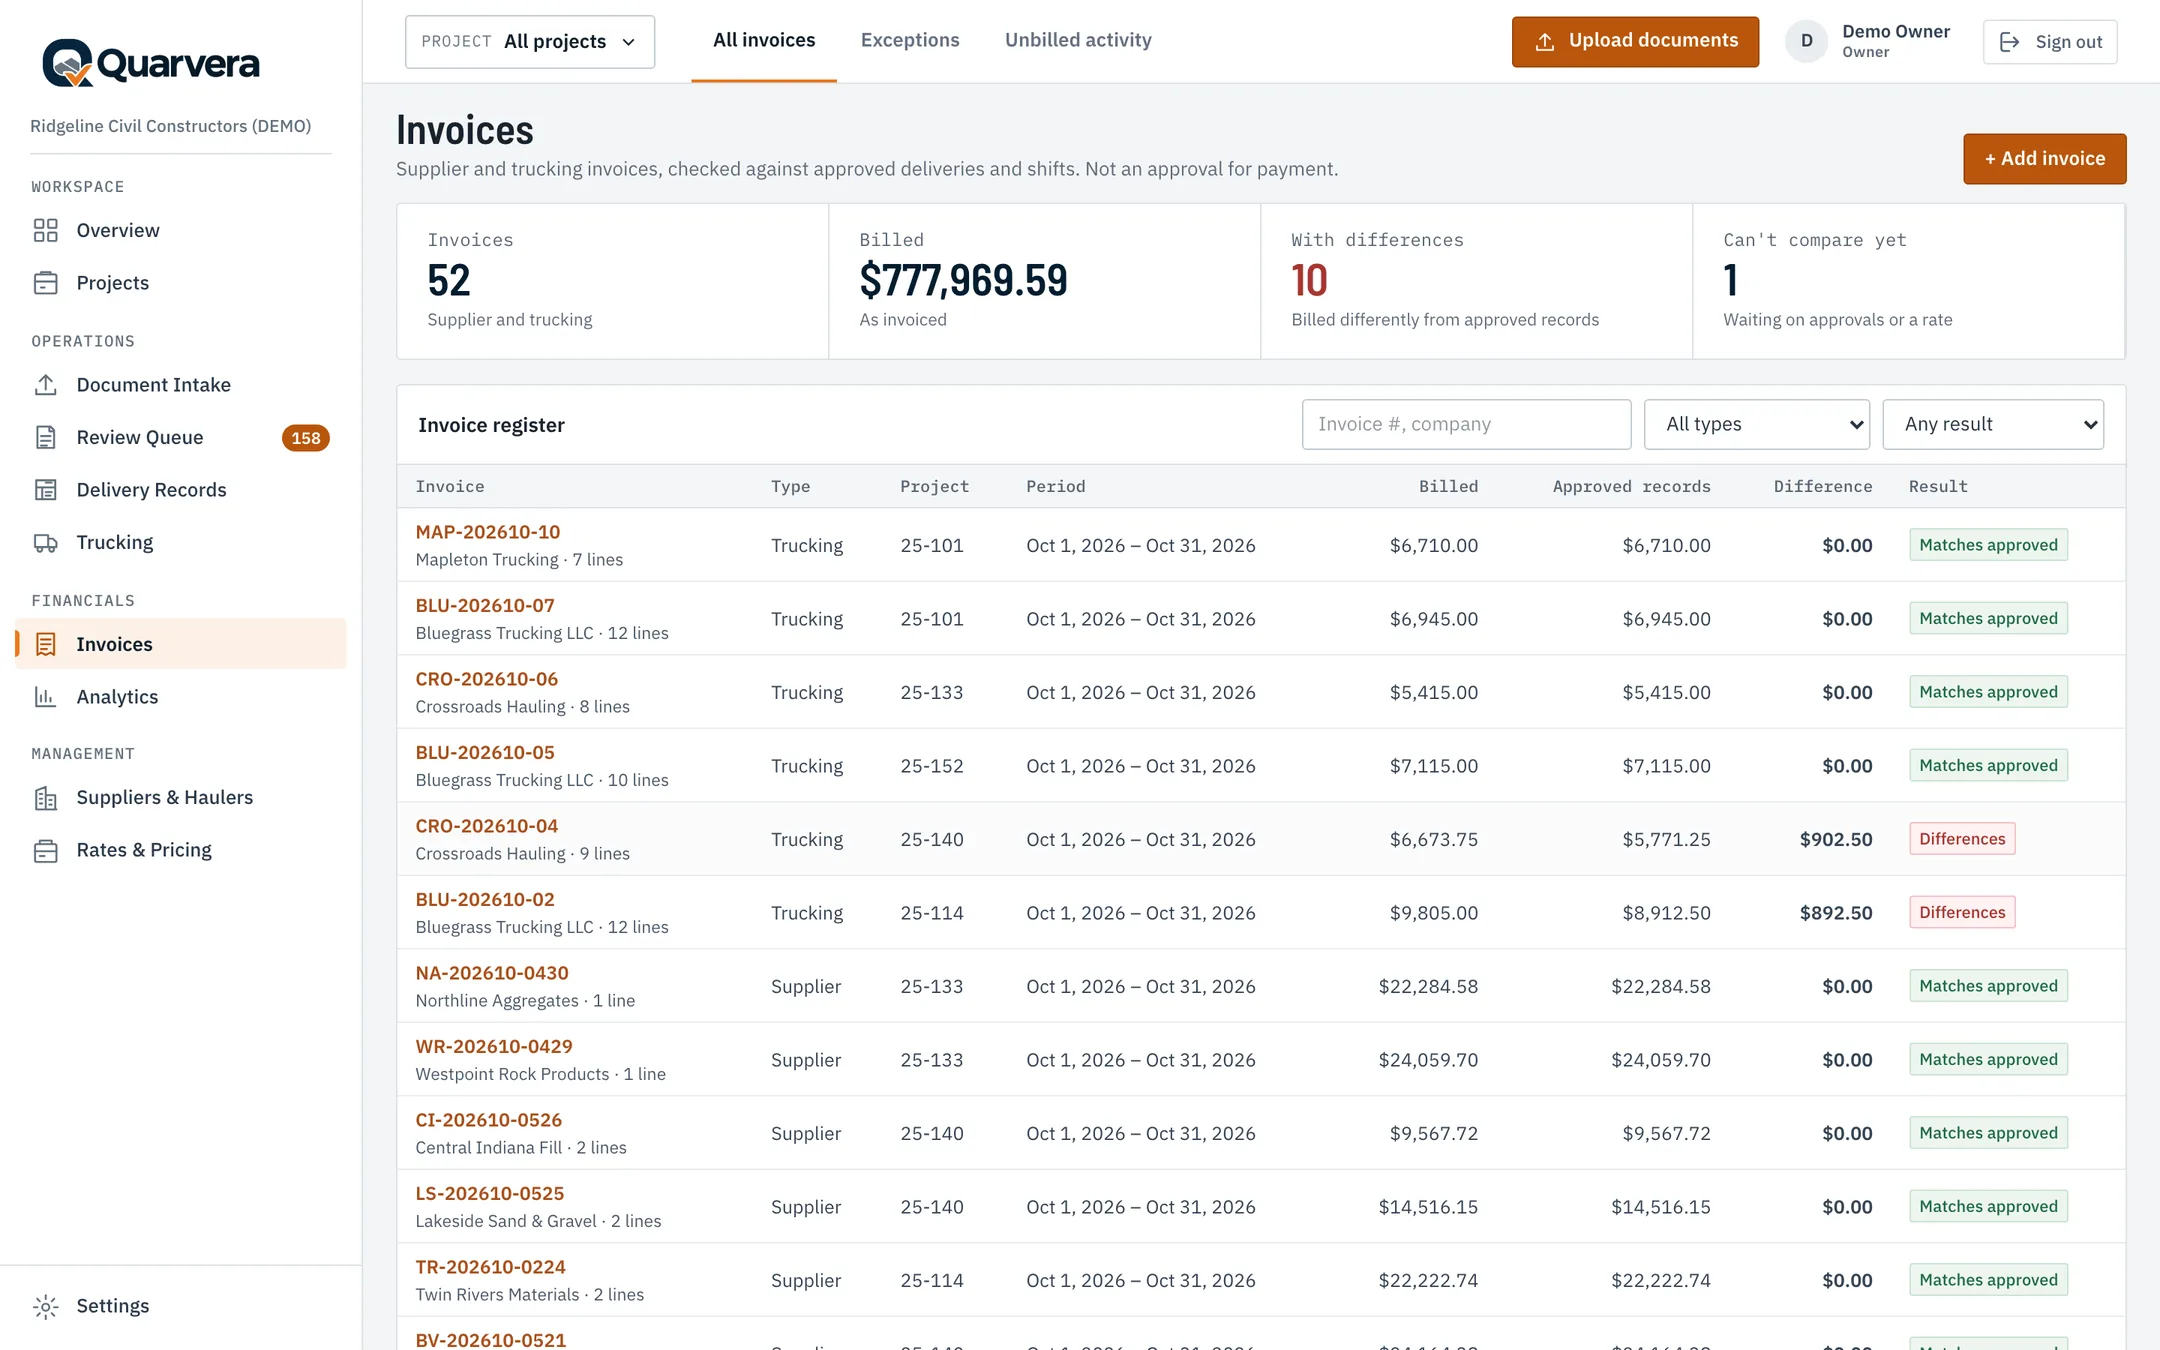 Quarvera
Ridgeline Civil Constructors (DEMO)
WORKSPACE
Overview
Projects
OPERATIONS
Document Intake
Review Queue 158
Delivery Records
Trucking
FINANCIALS
Invoices
Analytics
MANAGEMENT
Suppliers & Haulers
Rates & Pricing
Settings
PROJECT All projects
All invoices Exceptions Unbilled activity
Upload documents
D
Demo Owner
Owner
Sign out
Invoices
Supplier and trucking invoices, checked against approved deliveries and shifts. Not an approval for payment.
+ Add invoice
Invoices
52
Supplier and trucking
Billed
$777,969.59
As invoiced
With differences
10
Billed differently from approved records
Can't compare yet
1
Waiting on approvals or a rate
Invoice register
Invoice #, company
All types
Any result
Invoice Type Project Period Billed Approved records Difference Result
MAP-202610-10
Mapleton Trucking · 7 lines
Trucking 25-101 Oct 1, 2026 – Oct 31, 2026 $6,710.00 $6,710.00 $0.00 Matches approved
BLU-202610-07
Bluegrass Trucking LLC · 12 lines
Trucking 25-101 Oct 1, 2026 – Oct 31, 2026 $6,945.00 $6,945.00 $0.00 Matches approved
CRO-202610-06
Crossroads Hauling · 8 lines
Trucking 25-133 Oct 1, 2026 – Oct 31, 2026 $5,415.00 $5,415.00 $0.00 Matches approved
BLU-202610-05
Bluegrass Trucking LLC · 10 lines
Trucking 25-152 Oct 1, 2026 – Oct 31, 2026 $7,115.00 $7,115.00 $0.00 Matches approved
CRO-202610-04
Crossroads Hauling · 9 lines
Trucking 25-140 Oct 1, 2026 – Oct 31, 2026 $6,673.75 $5,771.25 $902.50 Differences
BLU-202610-02
Bluegrass Trucking LLC · 12 lines
Trucking 25-114 Oct 1, 2026 – Oct 31, 2026 $9,805.00 $8,912.50 $892.50 Differences
NA-202610-0430
Northline Aggregates · 1 line
Supplier 25-133 Oct 1, 2026 – Oct 31, 2026 $22,284.58 $22,284.58 $0.00 Matches approved
WR-202610-0429
Westpoint Rock Products · 1 line
Supplier 25-133 Oct 1, 2026 – Oct 31, 2026 $24,059.70 $24,059.70 $0.00 Matches approved
CI-202610-0526
Central Indiana Fill · 2 lines
Supplier 25-140 Oct 1, 2026 – Oct 31, 2026 $9,567.72 $9,567.72 $0.00 Matches approved
LS-202610-0525
Lakeside Sand & Gravel · 2 lines
Supplier 25-140 Oct 1, 2026 – Oct 31, 2026 $14,516.15 $14,516.15 $0.00 Matches approved
TR-202610-0224
Twin Rivers Materials · 2 lines
Supplier 25-114 Oct 1, 2026 – Oct 31, 2026 $22,222.74 $22,222.74 $0.00 Matches approved
BV-202610-0521